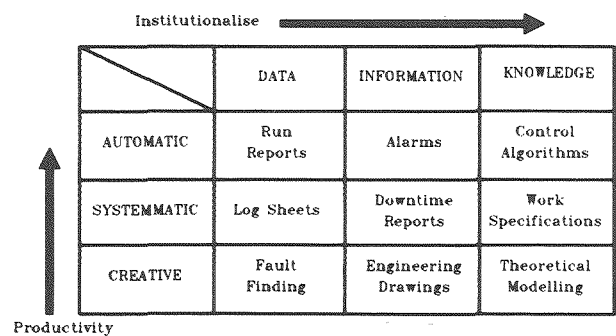 Institutionalise
DATA
INFORMATION
KNOWLEDGE
AUTOMATIC
Run
Reports
Alarms
Control
Algorithms
SYSTEMMATIC
Log Sheets
Downtime
Reports
Work
Specifications
CREATIVE
Fault
Finding
Engineering
Drawings
Theoretical
Modelling
Productivity